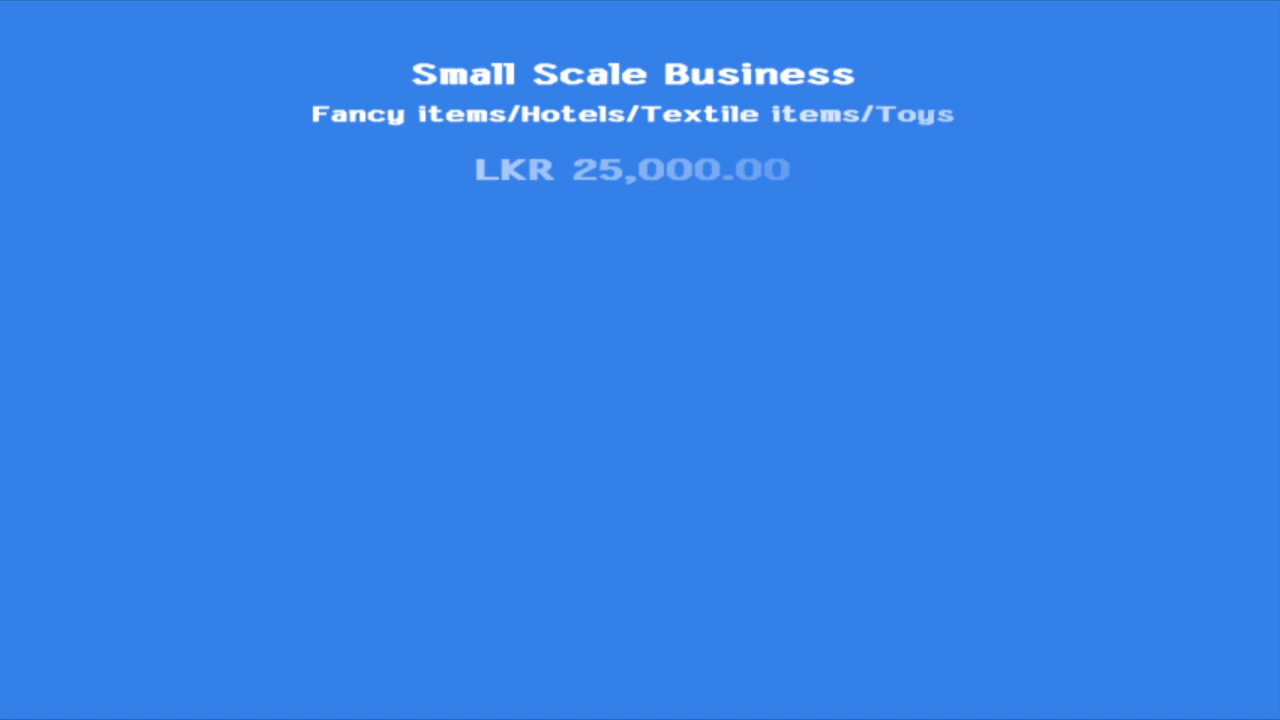 Small Scale Business
Fancy items/Hotels/Textile items/Toys
LKR 25,000.00